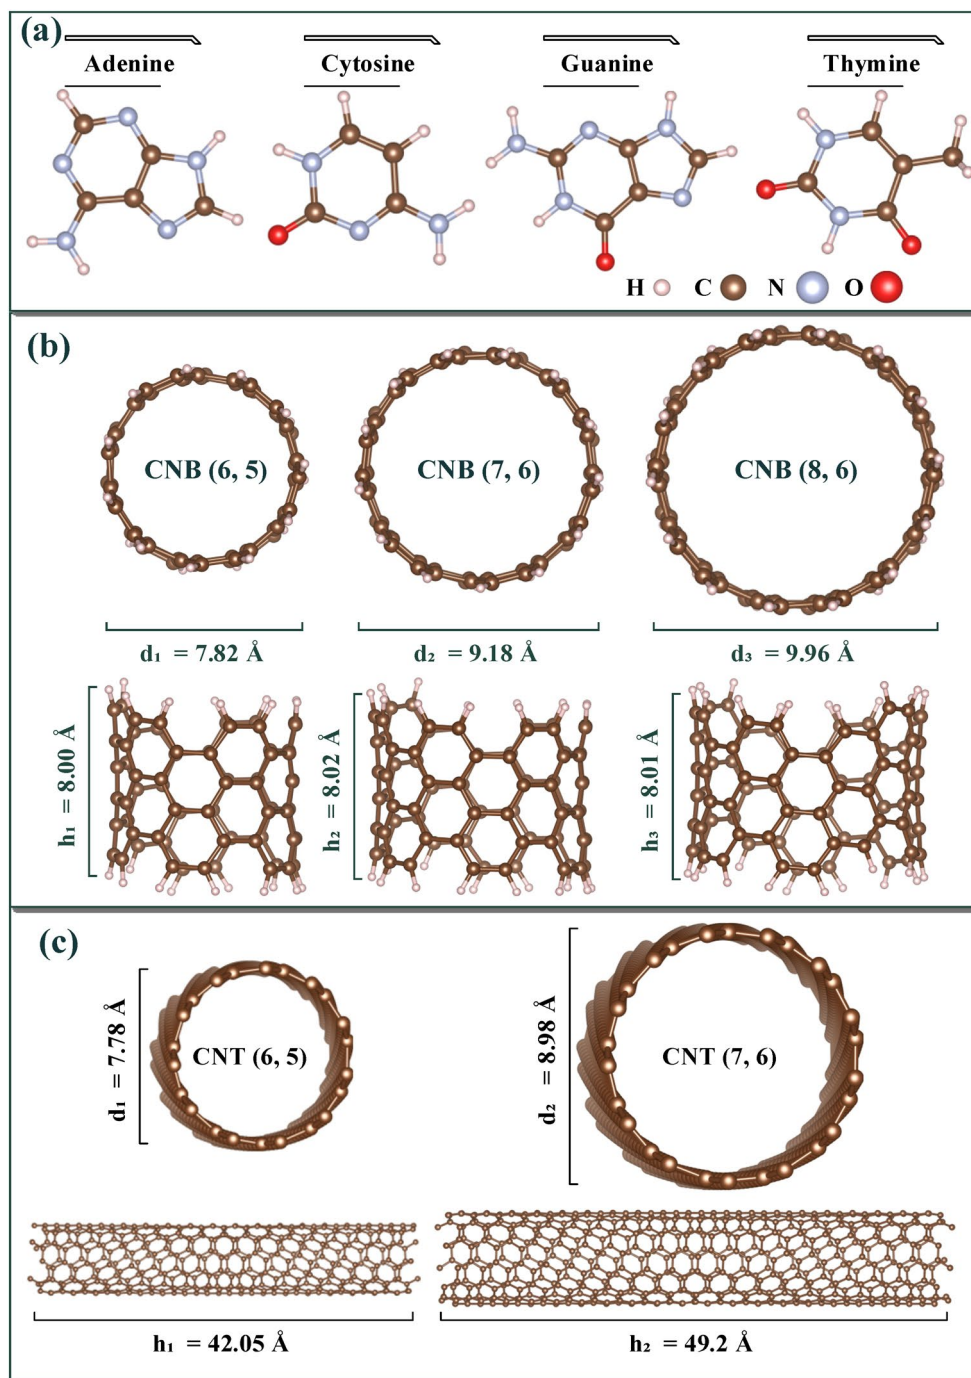 (a)
Adenine Cytosine Guanine Thymine
H C N O
(b)
CNB (6, 5) CNB (7, 6) CNB (8, 6)
d₁ = 7.82 Å d₂ = 9.18 Å d₃ = 9.96 Å
h₁ = 8.00 Å h₂ = 8.02 Å h₃ = 8.01 Å
(c)
d₁ = 7.78 Å CNT (6, 5) d₂ = 8.98 Å CNT (7, 6)
h₁ = 42.05 Å h₂ = 49.2 Å